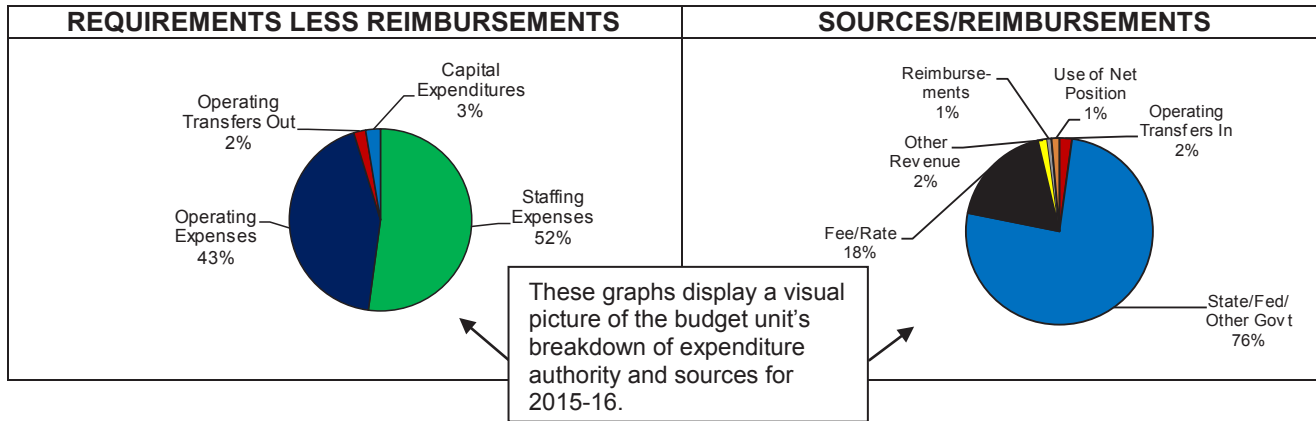 REQUIREMENTS LESS REIMBURSEMENTS
Capital
Expenditures
3%
Operating
Transfers Out
2%
Operating
Expenses
43%
Staffing
Expenses
52%
SOURCES/REIMBURSEMENTS
Reimburse-
ments
1%
Use of Net
Position
1%
Operating
Transfers In
2%
Other
Revenue
2%
Fee/Rate
18%
State/Fed/
Other Govt
76%
These graphs display a visual
picture of the budget unit's
breakdown of expenditure
authority and sources for
2015-16.